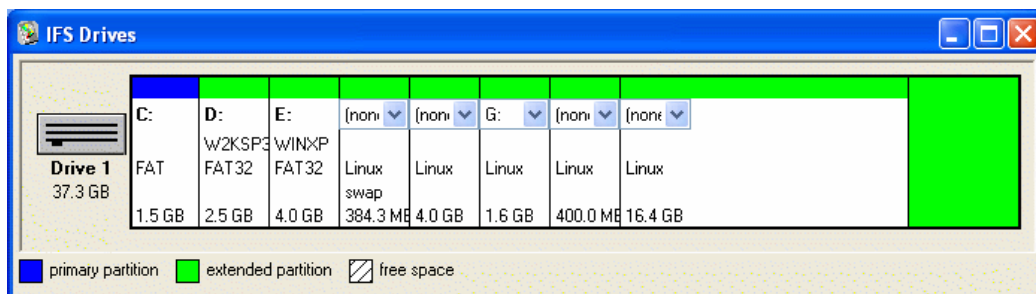 IFS Drives
Drive 1
37.3 GB
C:
FAT
1.5 GB
D:
W2KSP3
FAT32
2.5 GB
E:
WINXP
FAT32
4.0 GB
(non
Linux
swap
384.3 ME
(non
Linux
4.0 GB
G:
Linux
1.6 GB
(non
Linux
400.0 ME
(none
Linux
16.4 GB
primary partition
extended partition
free space